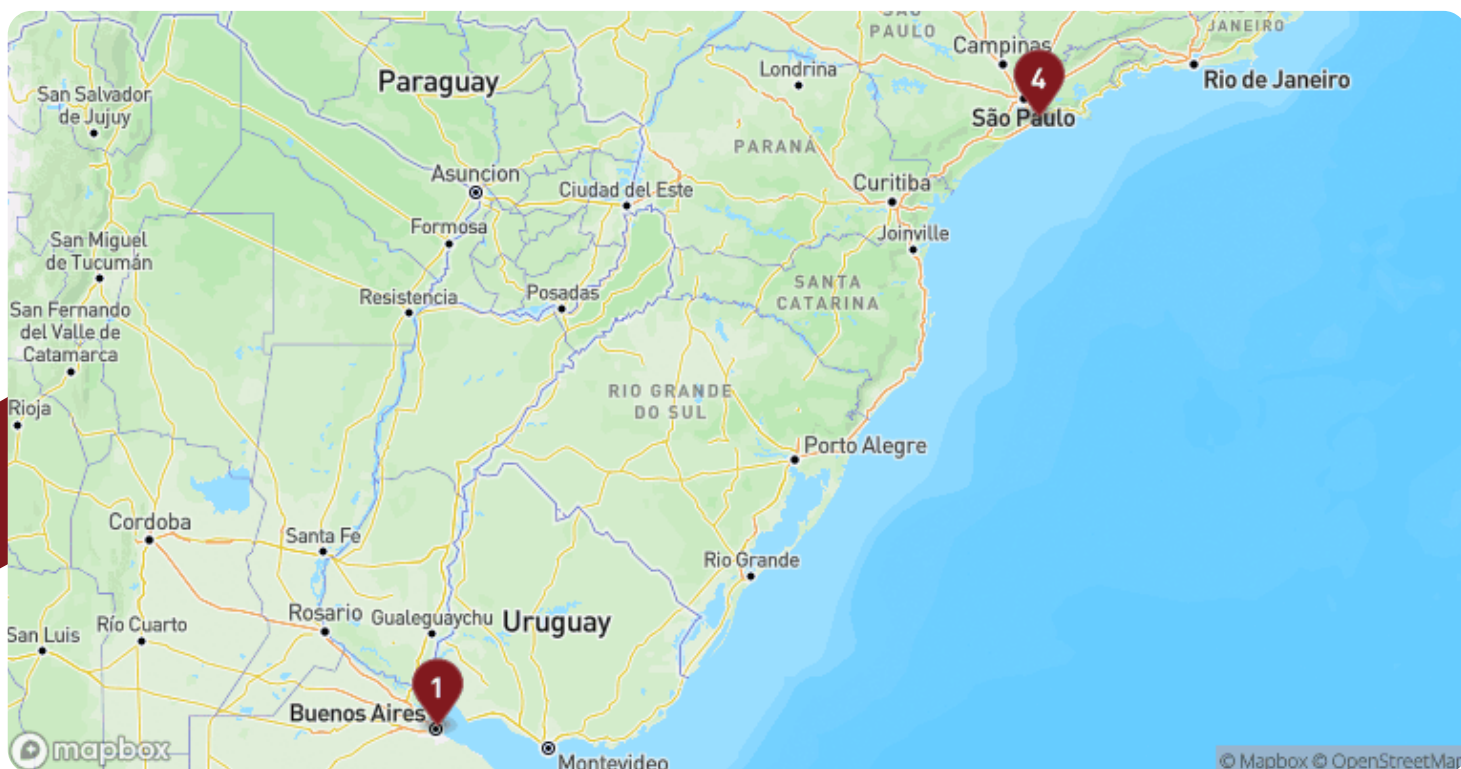 SÃO
PAULO
RIO DE
JANEIRO
Campinas
4
São Paulo
Rio de Janeiro
Londrina
Paraguay
San Salvador
de Jujuy
PARANÁ
Asuncion
Ciudad del Este
Curitiba
Formosa
Joinville
San Miguel
de Tucumán
SANTA
CATARINA
Resistencia
Posadas
San Fernando
del Valle de
Catamarca
RIO GRANDE
DO SUL
Rioja
Porto Alegre
Cordoba
Santa Fe
Rio Grande
Rosario
Gualeguaychu
Uruguay
San Luis
Río Cuarto
1
Buenos Aires
Montevideo
mapbox
© Mapbox © OpenStreetMap